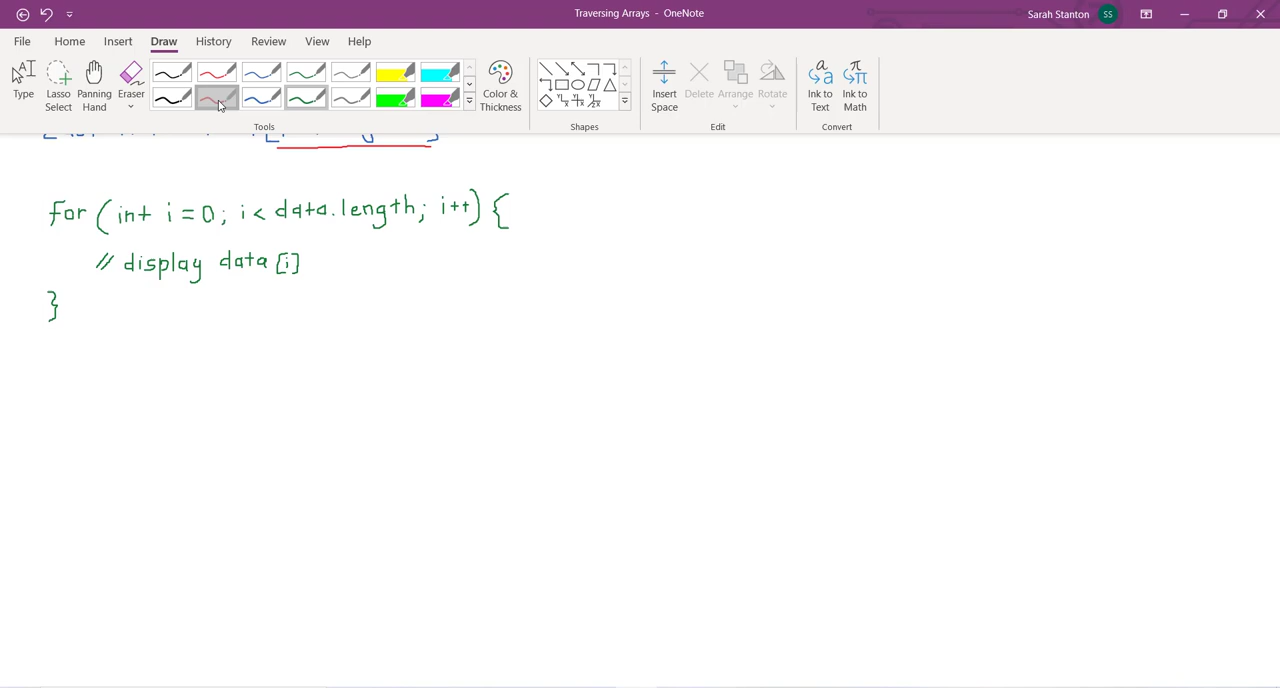 Traversing Arrays - OneNote
Sarah Stanton SS
File Home Insert Draw History Review View Help
Type
Lasso Select
Panning Hand
Eraser
Color & Thickness
Insert Space
Delete
Arrange
Rotate
Ink to Text
Ink to Math
Tools
Shapes
Edit
Convert
for (int i = 0; i < data.length; i++) {
// display data [i]
}